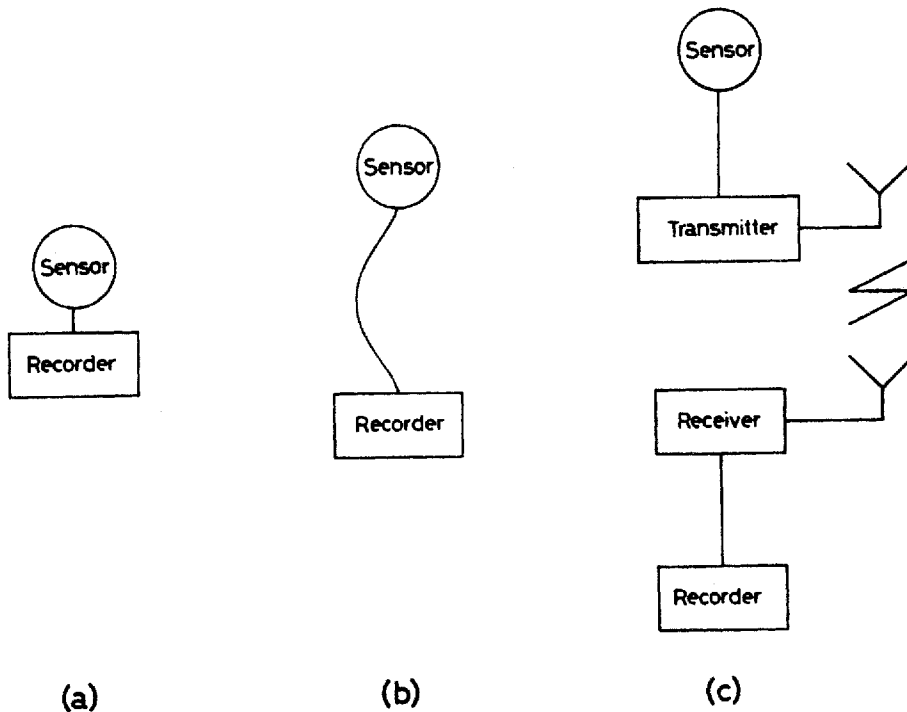 Sensor
Recorder
(a)
Sensor
Recorder
(b)
Sensor
Transmitter
Receiver
Recorder
(c)